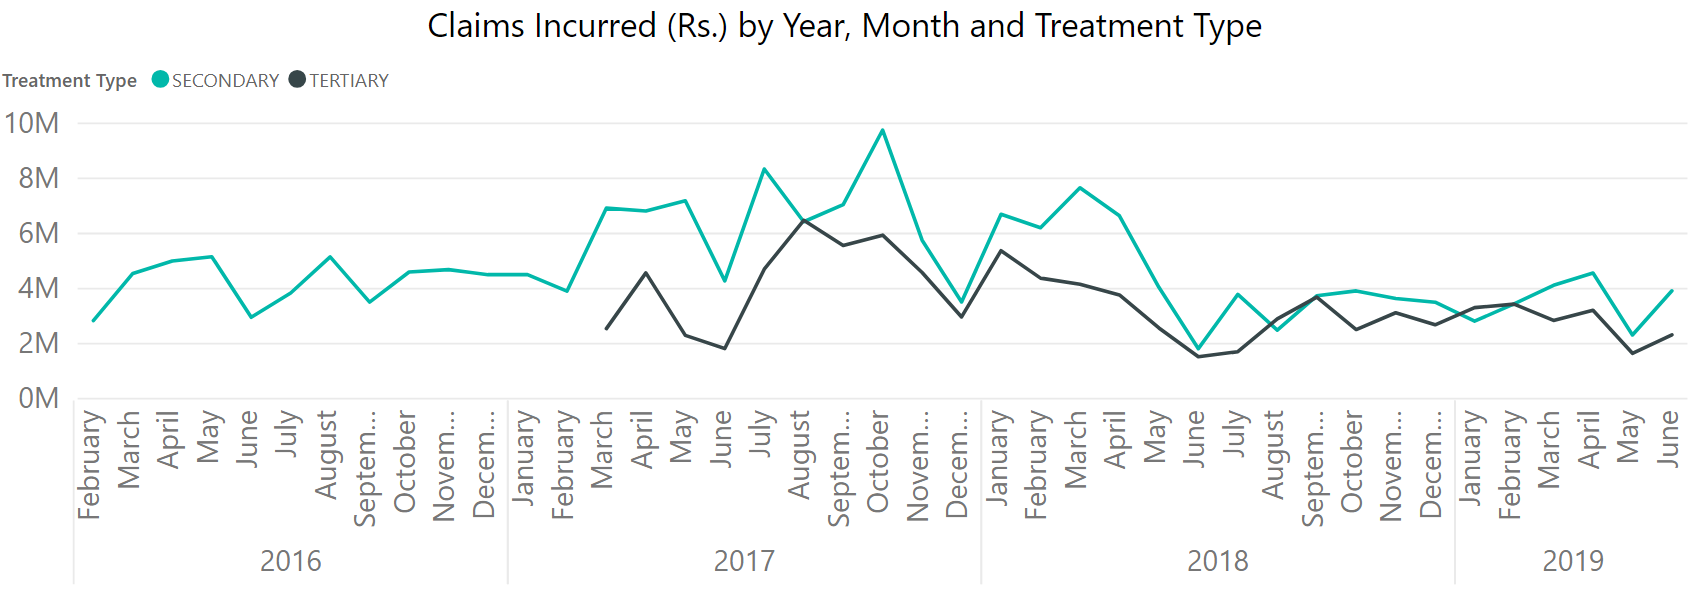 Claims Incurred (Rs.) by Year, Month and Treatment Type
Treatment Type SECONDARY TERTIARY
10M
8M
6M
4M
2M
0M
February March April May June July August Septem... October Novem... Decem... January February March April May June July August Septem... October Novem... Decem... January February March April May June July August Septem... October Novem... Decem... January February March April May June
2016 2017 2018 2019